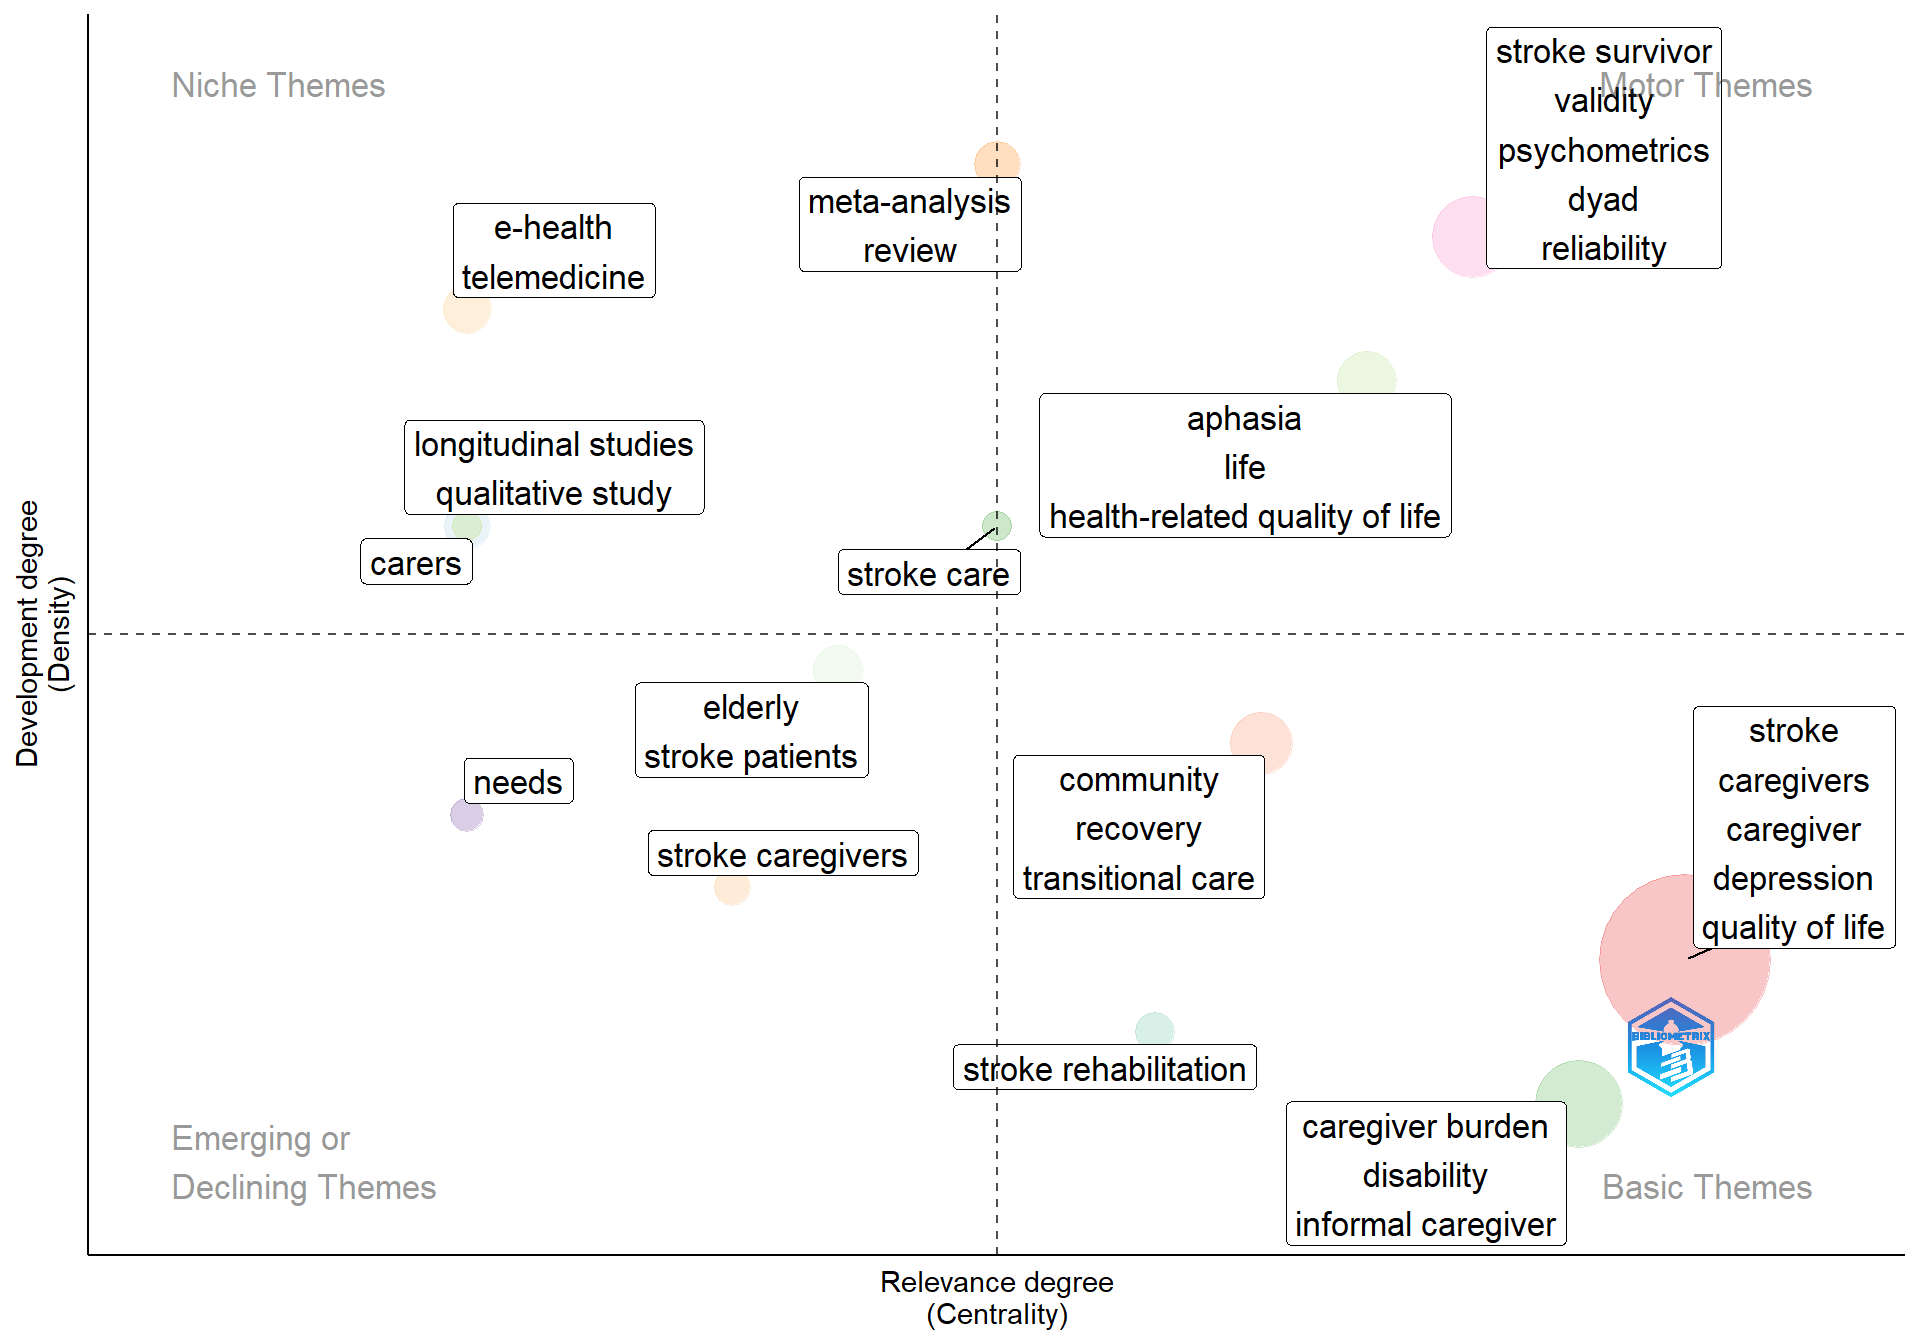 Niche Themes
Motor Themes
stroke survivor
validity
psychometrics
dyad
reliability
meta-analysis
review
e-health
telemedicine
aphasia
life
health-related quality of life
longitudinal studies
qualitative study
carers
stroke care
Development degree
(Density)
elderly
stroke patients
needs
stroke caregivers
community
recovery
transitional care
stroke
caregivers
caregiver
depression
quality of life
BIBLIOMETRIX
stroke rehabilitation
caregiver burden
disability
informal caregiver
Emerging or
Declining Themes
Basic Themes
Relevance degree
(Centrality)